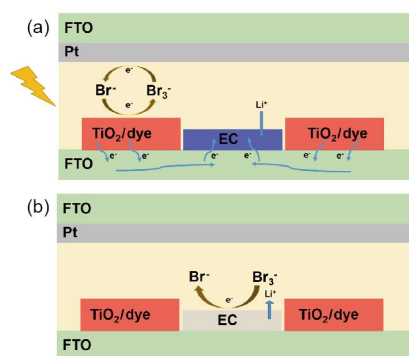 (a)
FTO
Pt
e⁻
Br⁻ Br₃⁻
e⁻
Li⁺
TiO₂/dye EC TiO₂/dye
e⁻ e⁻ e⁻ e⁻ e⁻ e⁻
FTO
(b)
FTO
Pt
Br⁻ Br₃⁻
e⁻ Li⁺
TiO₂/dye EC TiO₂/dye
FTO